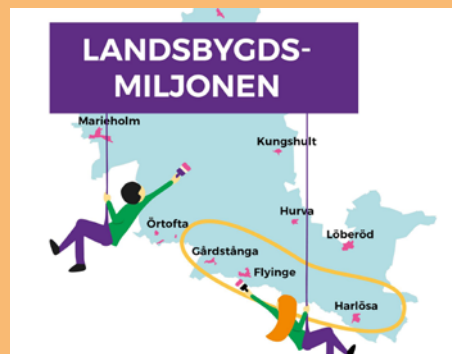 LANDSBYGDS-
MILJONEN
Marieholm
Kungshult
Hurva
Örtofta
Löberöd
Gårdstånga
Flyinge
Harlösa